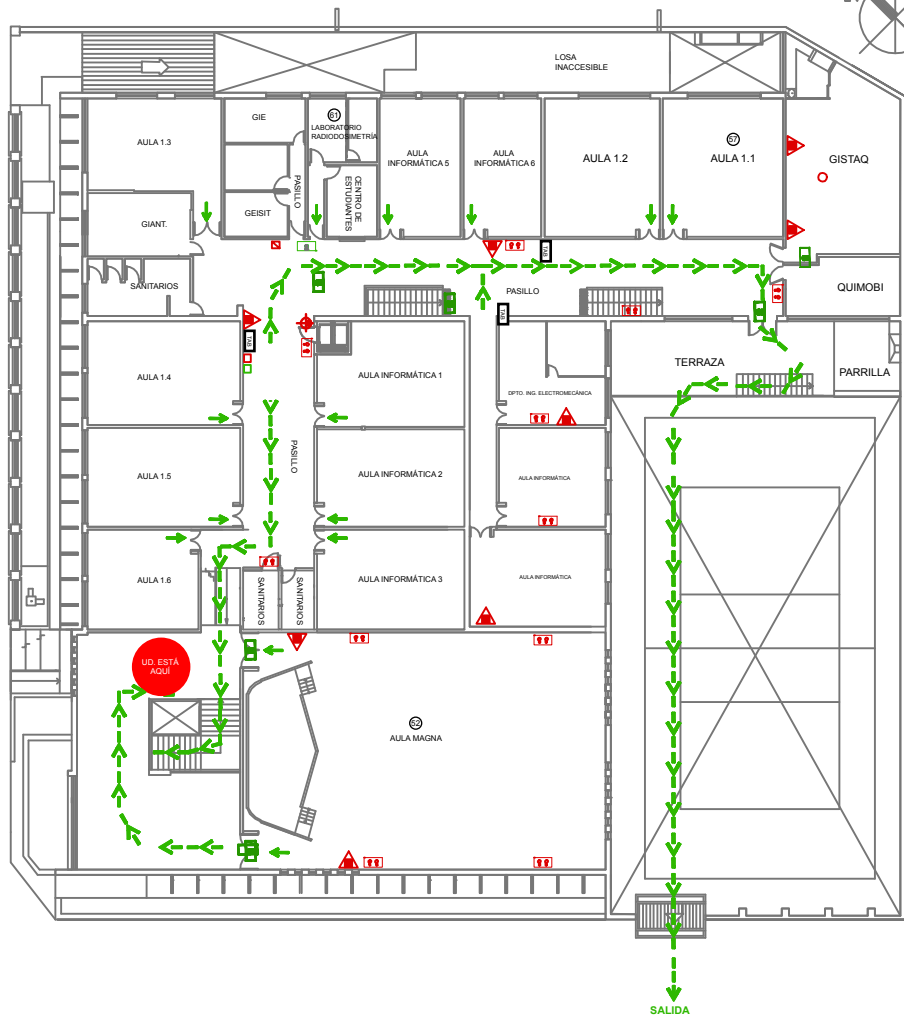 LOSA
INACCESIBLE
GIE
61
LABORATORIO
RADIODOSIMETRÍA
57
AULA 1.3
AULA
INFORMÁTICA 5
AULA
INFORMÁTICA 6
AULA 1.2
AULA 1.1
GISTAQ
PASILLO
CENTRO DE
ESTUDIANTES
GEISIT
GIANT.
TAB
SANITARIOS
PASILLO
QUIMOBI
TAB
TAB
TERRAZA
PARRILLA
AULA 1.4
AULA INFORMÁTICA 1
DPTO. ING. ELECTROMECÁNICA
PASILLO
AULA 1.5
AULA INFORMÁTICA 2
AULA INFORMÁTICA
AULA 1.6
SANITARIOS
SANITARIOS
AULA INFORMÁTICA 3
AULA INFORMÁTICA
UD. ESTÁ
AQUÍ
52
AULA MAGNA
SALIDA